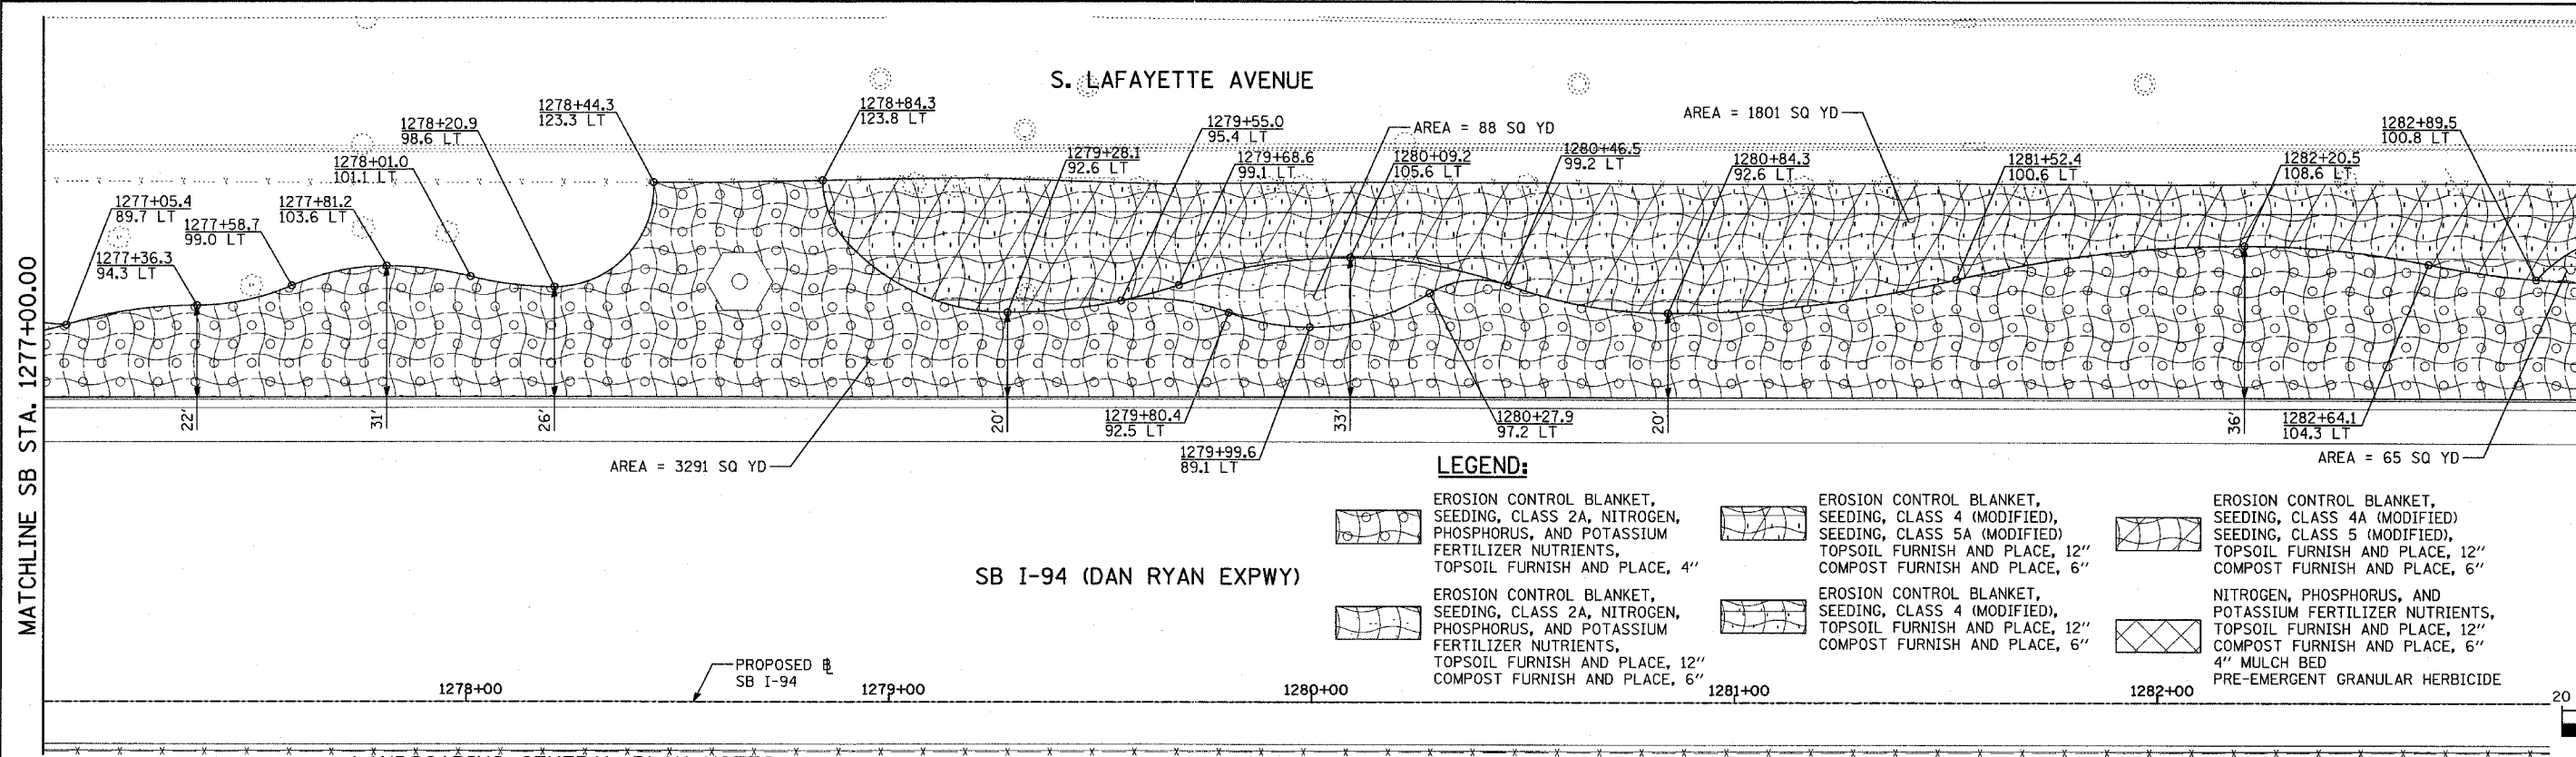 S. LAFAYETTE AVENUE
1278+44.3
123.3 LT
1278+84.3
123.8 LT
1278+20.9
98.6 LT
1278+01.0
101.1 LT
1277+05.4
89.7 LT
1277+81.2
103.6 LT
1277+58.7
99.0 LT
1277+36.3
94.3 LT
1279+55.0
95.4 LT
1279+28.1
92.6 LT
1279+68.6
99.1 LT
AREA = 88 SQ YD
1280+09.2
105.6 LT
1280+46.5
99.2 LT
AREA = 1801 SQ YD
1280+84.3
92.6 LT
1281+52.4
100.6 LT
1282+20.5
108.6 LT
1282+89.5
100.8 LT
MATCHLINE SB STA. 1277+00.00
22'
31'
26'
20'
33'
20'
36'
1279+80.4
92.5 LT
1279+99.6
89.1 LT
1280+27.9
97.2 LT
1282+64.1
104.3 LT
AREA = 3291 SQ YD
AREA = 65 SQ YD
LEGEND:
EROSION CONTROL BLANKET,
SEEDING, CLASS 2A, NITROGEN,
PHOSPHORUS, AND POTASSIUM
FERTILIZER NUTRIENTS,
TOPSOIL FURNISH AND PLACE, 4"
EROSION CONTROL BLANKET,
SEEDING, CLASS 4 (MODIFIED),
SEEDING, CLASS 5A (MODIFIED)
TOPSOIL FURNISH AND PLACE, 12"
COMPOST FURNISH AND PLACE, 6"
EROSION CONTROL BLANKET,
SEEDING, CLASS 4A (MODIFIED)
SEEDING, CLASS 5 (MODIFIED),
TOPSOIL FURNISH AND PLACE, 12"
COMPOST FURNISH AND PLACE, 6"
SB I-94 (DAN RYAN EXPWY)
EROSION CONTROL BLANKET,
SEEDING, CLASS 2A, NITROGEN,
PHOSPHORUS, AND POTASSIUM
FERTILIZER NUTRIENTS,
TOPSOIL FURNISH AND PLACE, 12"
COMPOST FURNISH AND PLACE, 6"
EROSION CONTROL BLANKET,
SEEDING, CLASS 4 (MODIFIED),
TOPSOIL FURNISH AND PLACE, 12"
COMPOST FURNISH AND PLACE, 6"
NITROGEN, PHOSPHORUS, AND
POTASSIUM FERTILIZER NUTRIENTS,
TOPSOIL FURNISH AND PLACE, 12"
COMPOST FURNISH AND PLACE, 6"
4" MULCH BED
PRE-EMERGENT GRANULAR HERBICIDE
PROPOSED BL
SB I-94
1278+00
1279+00
1280+00
1281+00
1282+00
20